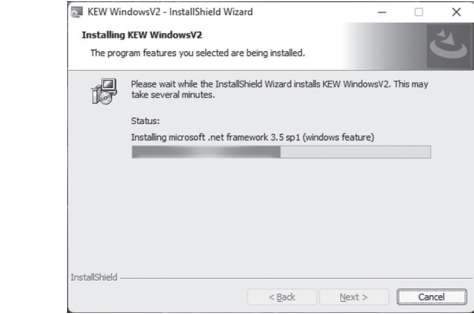 KEW WindowsV2 - InstallShield Wizard
Installing KEW WindowsV2
The program features you selected are being installed.
Please wait while the InstallShield Wizard installs KEW WindowsV2. This may
take several minutes.
Status:
Installing microsoft .net framework 3.5 sp1 (windows feature)
InstallShield
< Back Next > Cancel